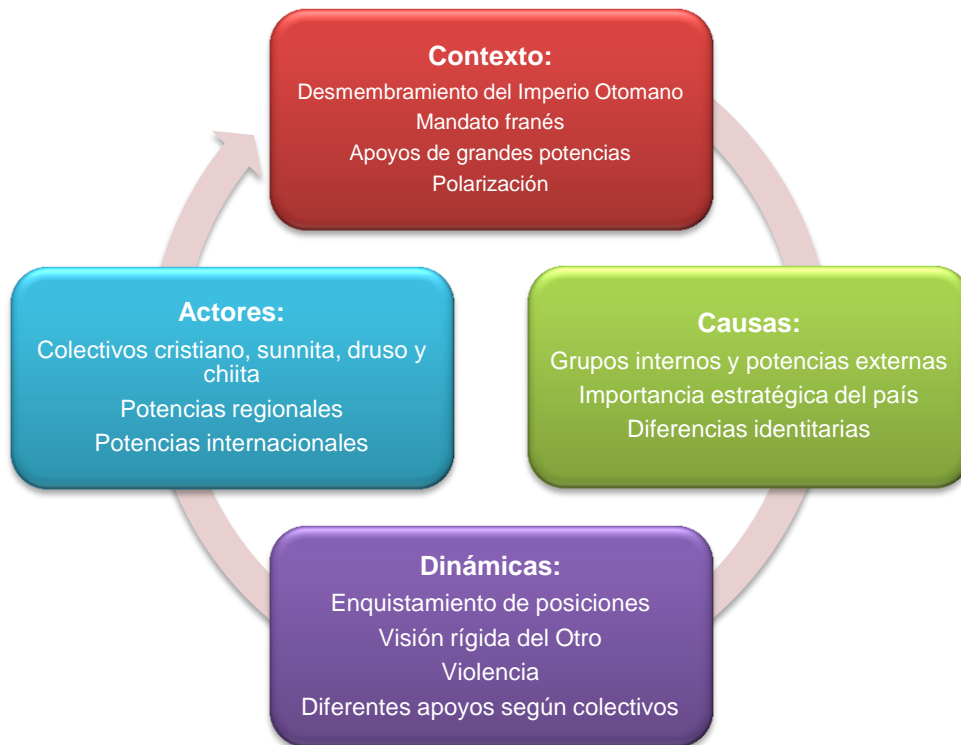 Contexto:
Desmembramiento del Imperio Otomano
Mandato franés
Apoyos de grandes potencias
Polarización
Actores:
Colectivos cristiano, sunnita, druso y
chiita
Potencias regionales
Potencias internacionales
Causas:
Grupos internos y potencias externas
Importancia estratégica del país
Diferencias identitarias
Dinámicas:
Enquistamiento de posiciones
Visión rígida del Otro
Violencia
Diferentes apoyos según colectivos